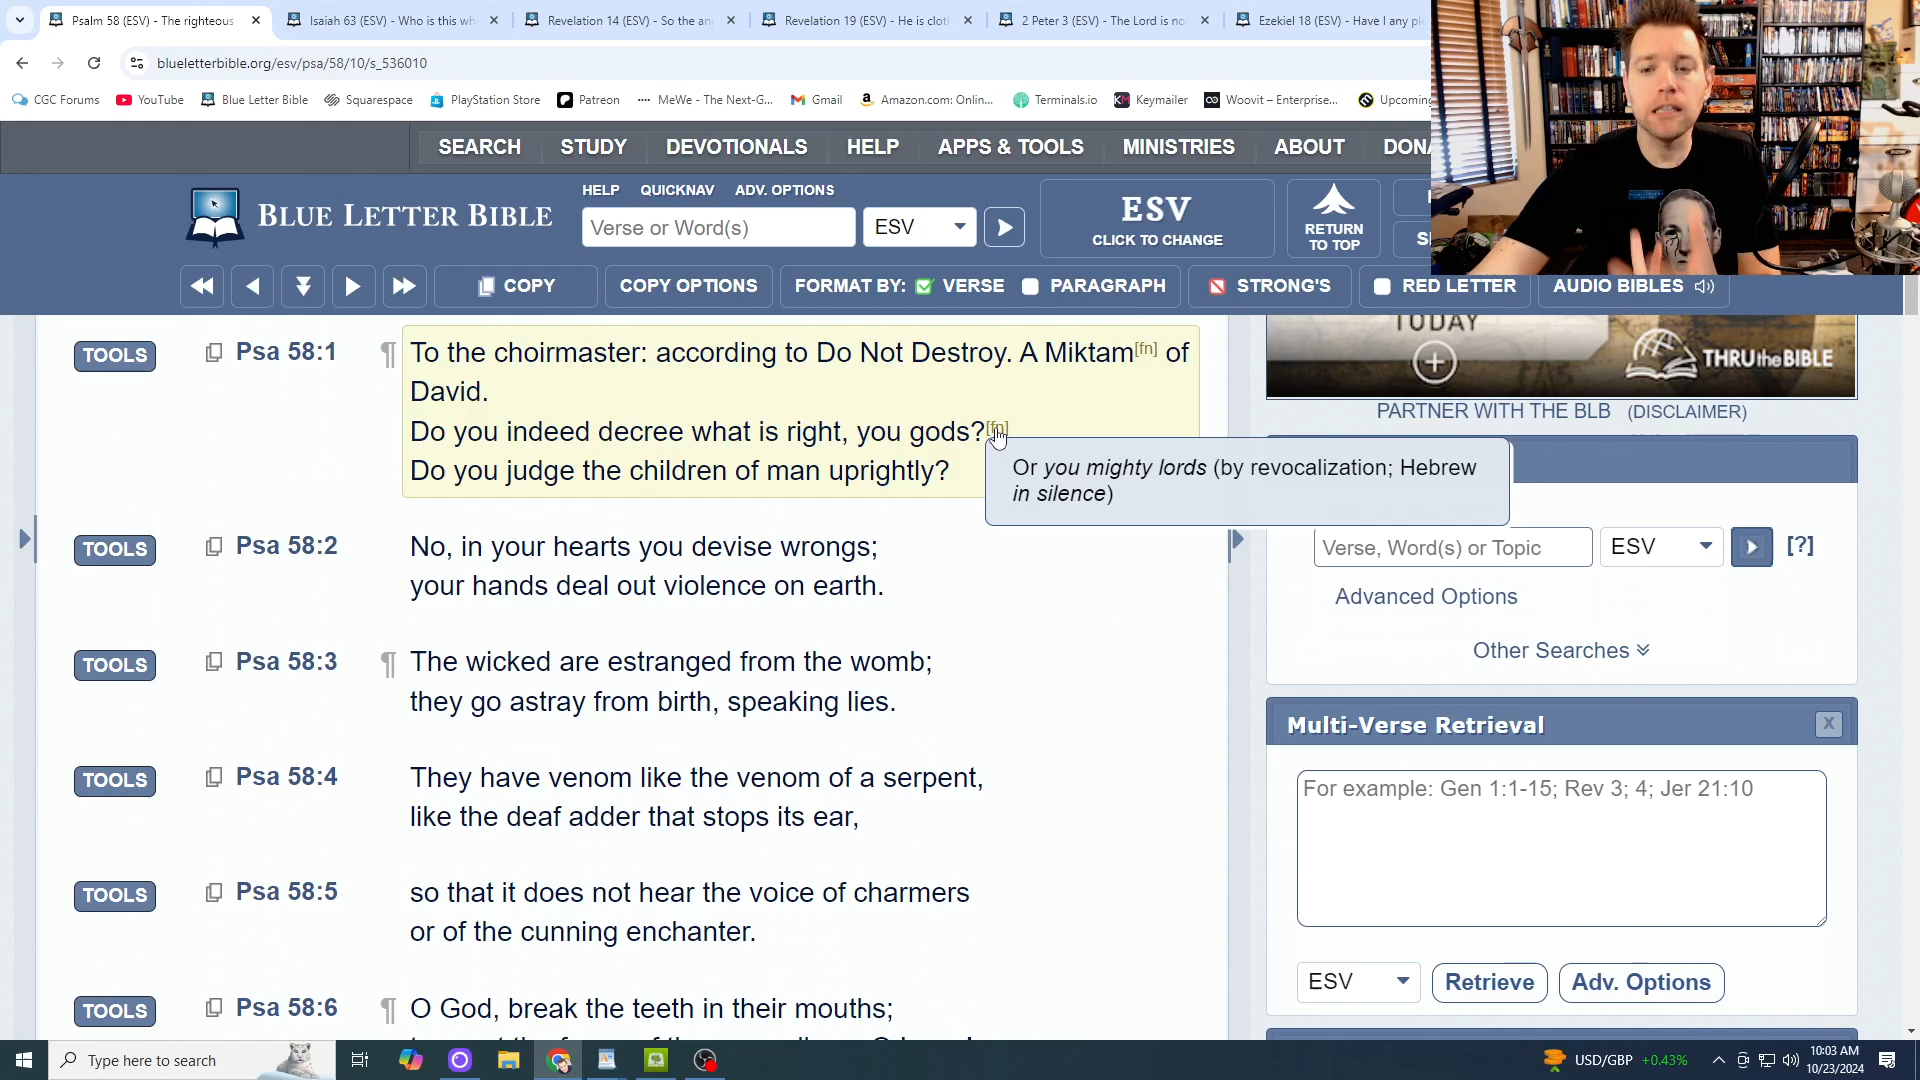 Psalm 58 (ESV) - The righteous
Isaiah 63 (ESV) - Who is this wh
Revelation 14 (ESV) - So the an
Revelation 19 (ESV) - He is clot
2 Peter 3 (ESV) - The Lord is no
Ezekiel 18 (ESV) - Have I any pl
blueletterbible.org/esv/psa/58/10/s_536010
CGC Forums
YouTube
Blue Letter Bible
Squarespace
PlayStation Store
Patreon
MeWe - The Next-G...
Gmail
Amazon.com: Onlin...
Terminals.io
Keymailer
Woovit – Enterprise...
Upcoming
SEARCH STUDY DEVOTIONALS HELP APPS & TOOLS MINISTRIES ABOUT DONA
BLUE LETTER BIBLE
HELP QUICKNAV ADV. OPTIONS
Verse or Word(s)
ESV
ESV
CLICK TO CHANGE
RETURN
TO TOP
COPY
COPY OPTIONS
FORMAT BY: VERSE PARAGRAPH
STRONG'S
RED LETTER
AUDIO BIBLES
TOOLS Psa 58:1 ¶ To the choirmaster: according to Do Not Destroy. A Miktam[fn] of
David.
Do you indeed decree what is right, you gods?[fn]
Do you judge the children of man uprightly?
Or you mighty lords (by revocalization; Hebrew
in silence)
TOOLS Psa 58:2 No, in your hearts you devise wrongs;
your hands deal out violence on earth.
TOOLS Psa 58:3 ¶ The wicked are estranged from the womb;
they go astray from birth, speaking lies.
TOOLS Psa 58:4 They have venom like the venom of a serpent,
like the deaf adder that stops its ear,
TOOLS Psa 58:5 so that it does not hear the voice of charmers
or of the cunning enchanter.
TOOLS Psa 58:6 ¶ O God, break the teeth in their mouths;
TODAY
THRU the BIBLE
PARTNER WITH THE BLB (DISCLAIMER)
Verse, Word(s) or Topic
ESV
[?]
Advanced Options
Other Searches
Multi-Verse Retrieval
X
For example: Gen 1:1-15; Rev 3; 4; Jer 21:10
ESV
Retrieve
Adv. Options
Type here to search
USD/GBP +0.43%
10:03 AM
10/23/2024